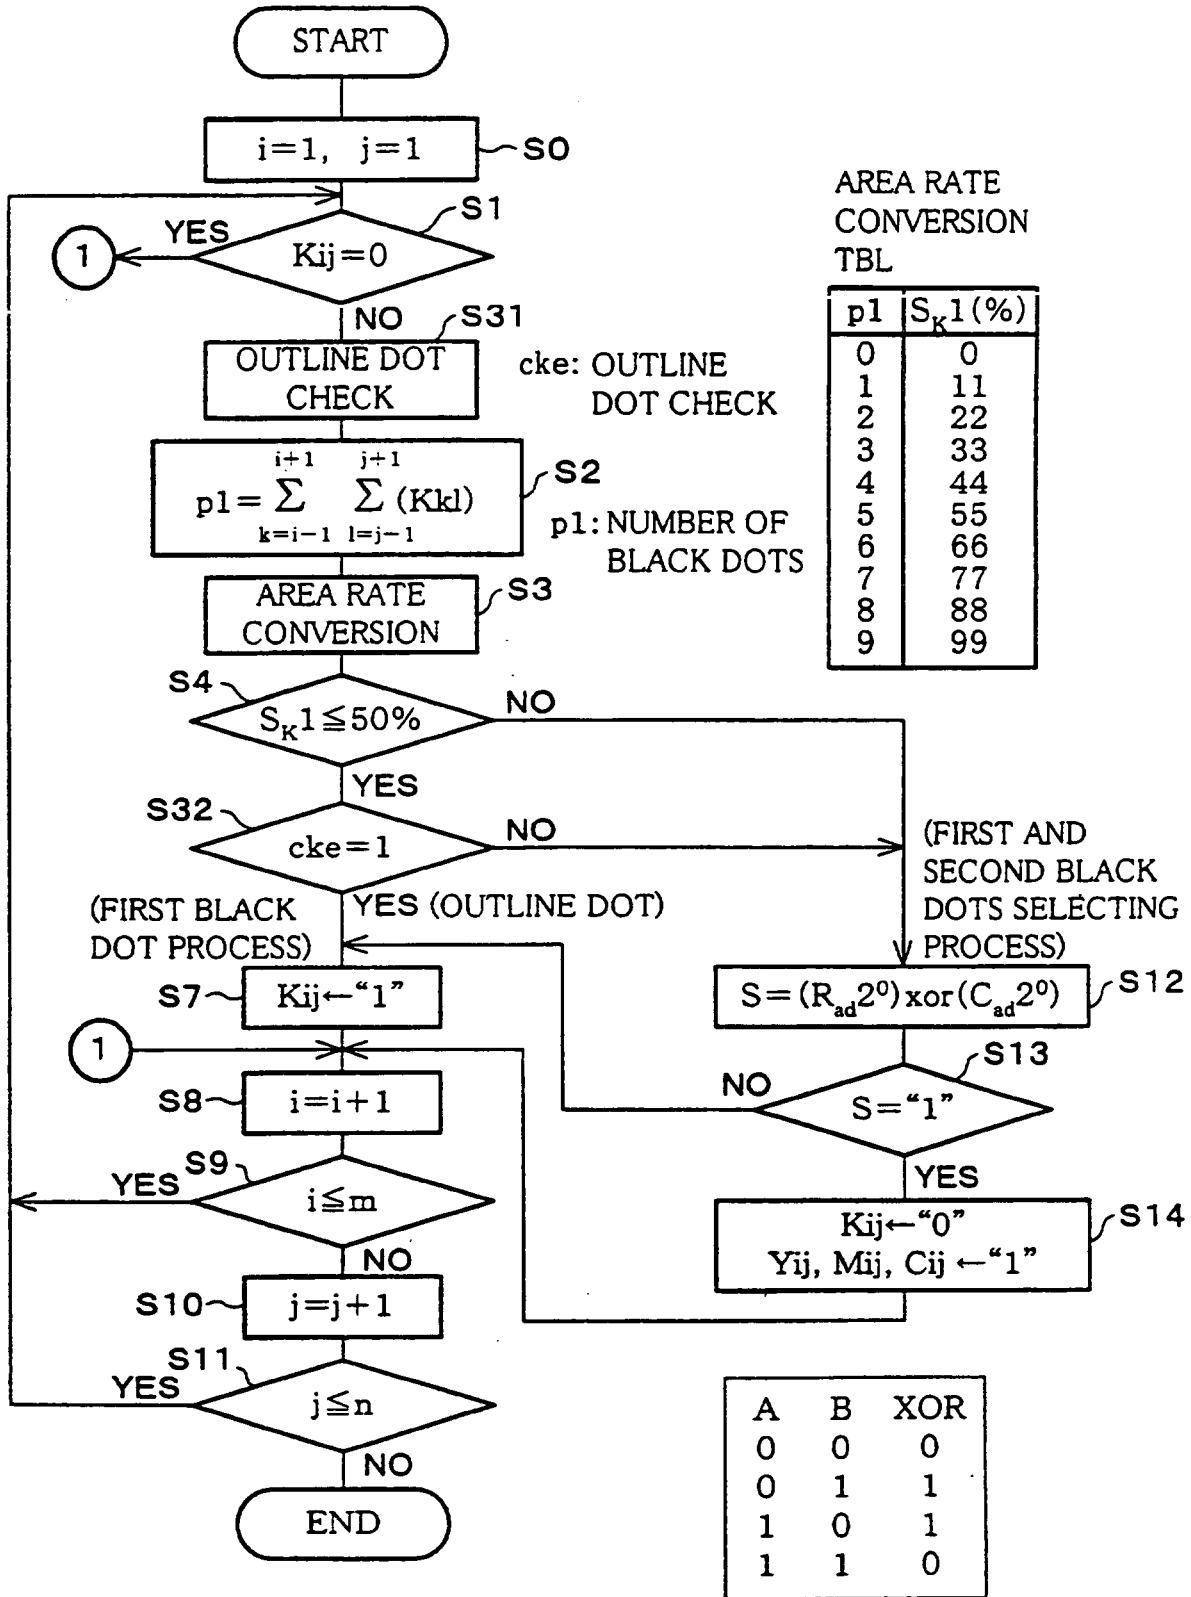 START
i=1, j=1
S0
S1
YES
1
Kij=0
NO
S31
OUTLINE DOT
CHECK
cke: OUTLINE
DOT CHECK
i+1 j+1
p1= Σ Σ (Kkl)
k=i-1 l=j-1
S2
p1: NUMBER OF
BLACK DOTS
AREA RATE
CONVERSION
S3
AREA RATE
CONVERSION
TBL
p1 S_K1(%)
0 0
1 11
2 22
3 33
4 44
5 55
6 66
7 77
8 88
9 99
S4
S_K1≦50%
NO
YES
S32
cke=1
NO
YES (OUTLINE DOT)
(FIRST BLACK
DOT PROCESS)
(FIRST AND
SECOND BLACK
DOTS SELECTING
PROCESS)
S7
Kij←“1”
S=(R_ad2⁰)xor(C_ad2⁰)
S12
1
S13
NO
S=“1”
S8
i=i+1
YES
S9
YES
i≦m
NO
Kij←“0”
Yij, Mij, Cij ←“1”
S14
S10
j=j+1
S11
YES
j≦n
NO
END
A B XOR
0 0 0
0 1 1
1 0 1
1 1 0